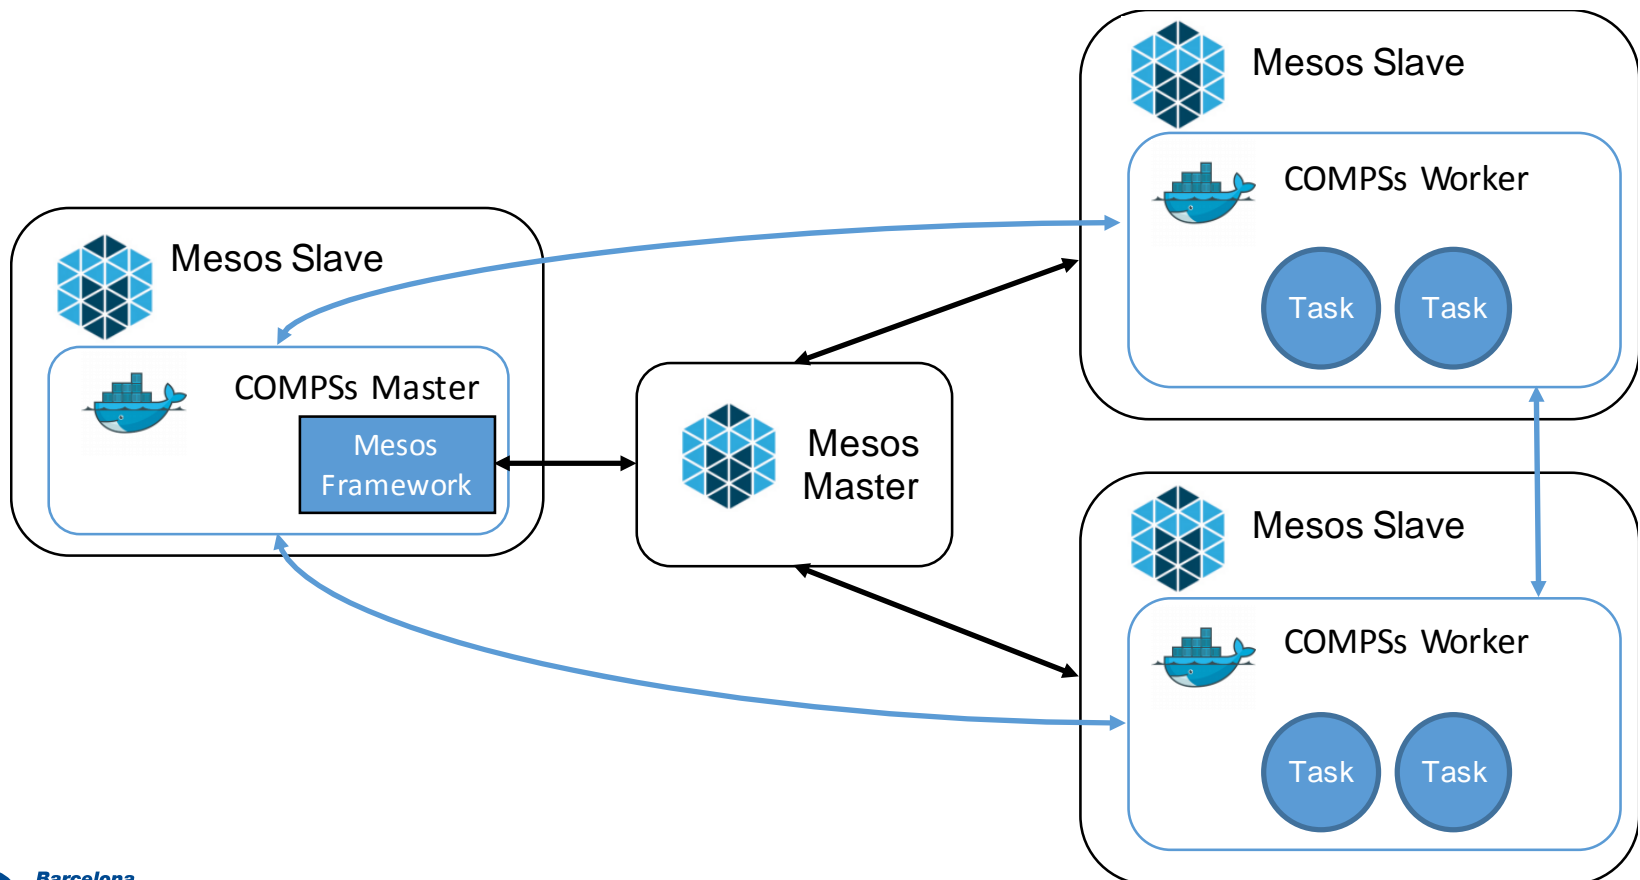 Mesos Slave
COMPSs Master
Mesos
Framework
Mesos
Master
Mesos Slave
COMPSs Worker
Task Task
Mesos Slave
COMPSs Worker
Task Task
Barcelona